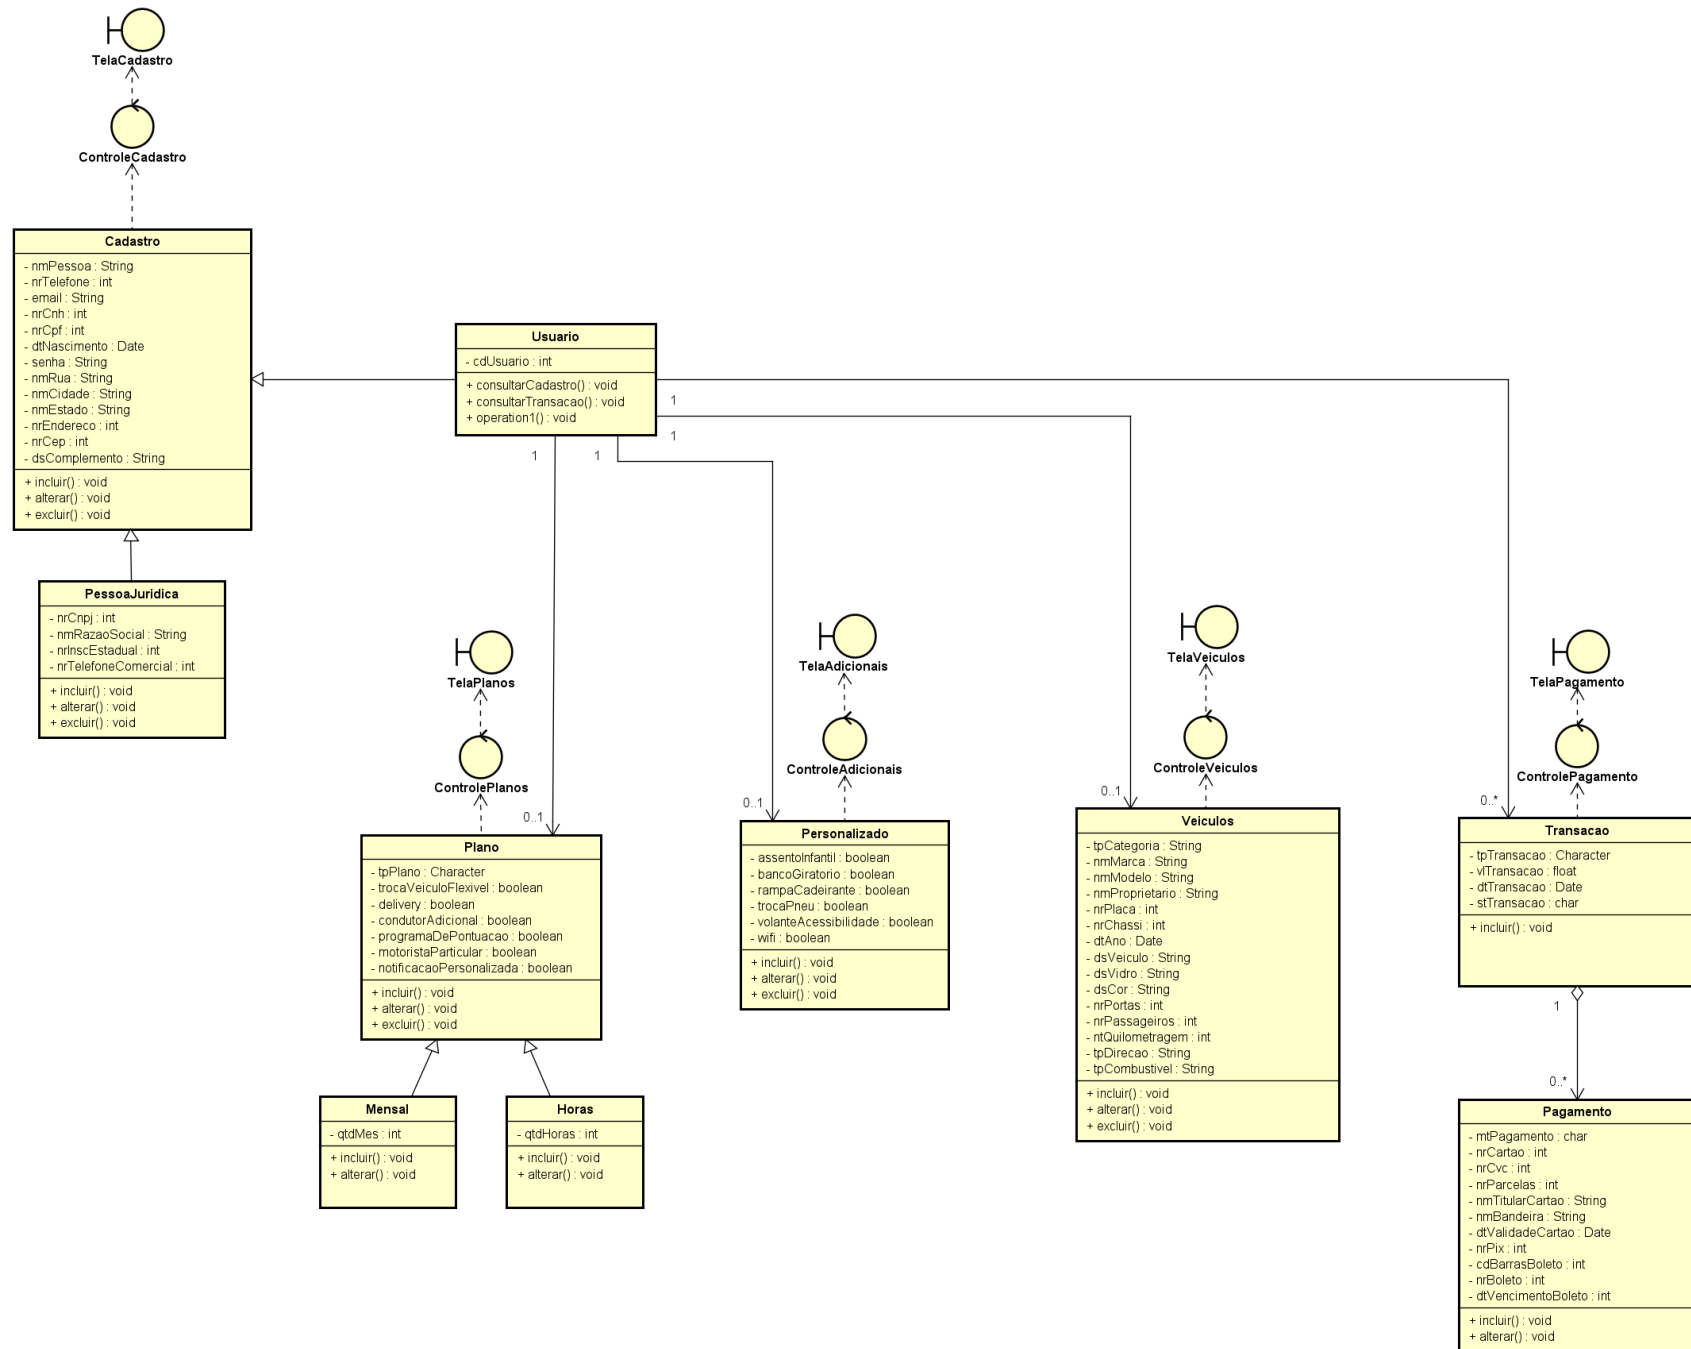 TelaCadastro
ControleCadastro
Cadastro
- nmPessoa : String
- nrTelefone : int
- email : String
- nrCnh : int
- nrCpf : int
- dtNascimento : Date
- senha : String
- nmRua : String
- nmCidade : String
- nmEstado : String
- nrEndereco : int
- nrCep : int
- dsComplemento : String
+ incluir() : void
+ alterar() : void
+ excluir() : void
PessoaJuridica
- nrCnpj : int
- nmRazaoSocial : String
- nrInscEstadual : int
- nrTelefoneComercial : int
+ incluir() : void
+ alterar() : void
+ excluir() : void
Usuario
- cdUsuario : int
+ consultarCadastro() : void
+ consultarTransacao() : void
+ operation1() : void
1
1
1
1
TelaPlanos
ControlePlanos
0..1
Plano
- tpPlano : Character
- trocaVeiculoFlexivel : boolean
- delivery : boolean
- condutorAdicional : boolean
- programaDePontuacao : boolean
- motoristaParticular : boolean
- notificacaoPersonalizada : boolean
+ incluir() : void
+ alterar() : void
+ excluir() : void
Mensal
- qtdMes : int
+ incluir() : void
+ alterar() : void
Horas
- qtdHoras : int
+ incluir() : void
+ alterar() : void
TelaAdicionais
ControleAdicionais
0..1
Personalizado
- assentoInfantil : boolean
- bancoGiratorio : boolean
- rampaCadeirante : boolean
- trocaPneu : boolean
- volanteAcessibilidade : boolean
- wifi : boolean
+ incluir() : void
+ alterar() : void
+ excluir() : void
TelaVeiculos
ControleVeiculos
0..1
Veiculos
- tpCategoria : String
- nmMarca : String
- nmModelo : String
- nmProprietario : String
- nrPlaca : int
- nrChassi : int
- dtAno : Date
- dsVeiculo : String
- dsVidro : String
- dsCor : String
- nrPortas : int
- nrPassageiros : int
- ntQuilometragem : int
- tpDirecao : String
- tpCombustivel : String
+ incluir() : void
+ alterar() : void
+ excluir() : void
TelaPagamento
ControlePagamento
0..*
Transacao
- tpTransacao : Character
- vlTransacao : float
- dtTransacao : Date
- stTransacao : char
+ incluir() : void
1
0..*
Pagamento
- mtPagamento : char
- nrCartao : int
- nrCvc : int
- nrParcelas : int
- nmTitularCartao : String
- nmBandeira : String
- dtValidadeCartao : Date
- nrPix : int
- cdBarrasBoleto : int
- nrBoleto : int
- dtVencimentoBoleto : int
+ incluir() : void
+ alterar() : void